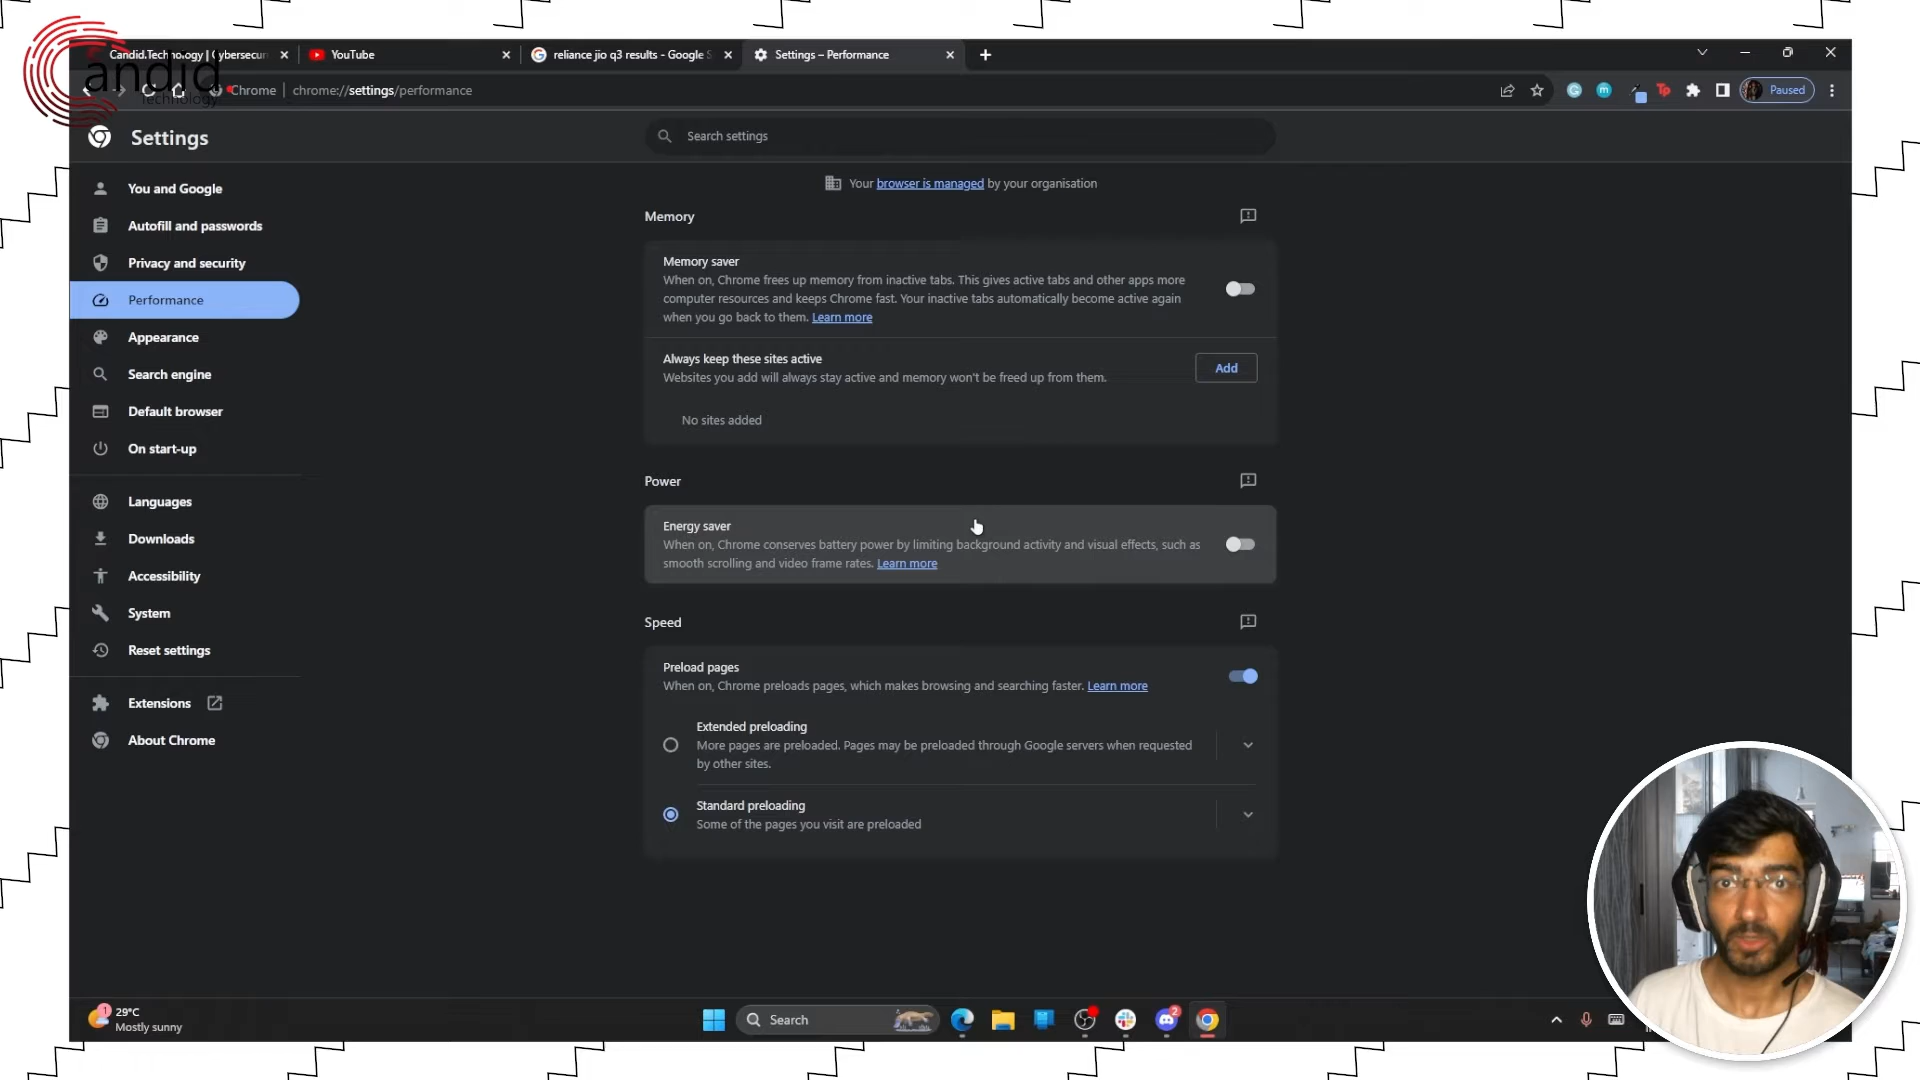 Candid.Technology | Cybersecur
YouTube
reliance jio q3 results - Google S
Settings – Performance
andid
Technology
Chrome
chrome://settings/performance
Paused
Settings
Search settings
Your browser is managed by your organisation
You and Google
Autofill and passwords
Privacy and security
Performance
Appearance
Search engine
Default browser
On start-up
Languages
Downloads
Accessibility
System
Reset settings
Extensions
About Chrome
Memory
Memory saver
When on, Chrome frees up memory from inactive tabs. This gives active tabs and other apps more
computer resources and keeps Chrome fast. Your inactive tabs automatically become active again
when you go back to them. Learn more
Always keep these sites active
Websites you add will always stay active and memory won't be freed up from them.
Add
No sites added
Power
Energy saver
When on, Chrome conserves battery power by limiting background activity and visual effects, such as
smooth scrolling and video frame rates. Learn more
Speed
Preload pages
When on, Chrome preloads pages, which makes browsing and searching faster. Learn more
Extended preloading
More pages are preloaded. Pages may be preloaded through Google servers when requested
by other sites.
Standard preloading
Some of the pages you visit are preloaded
1
29°C
Mostly sunny
Search
2